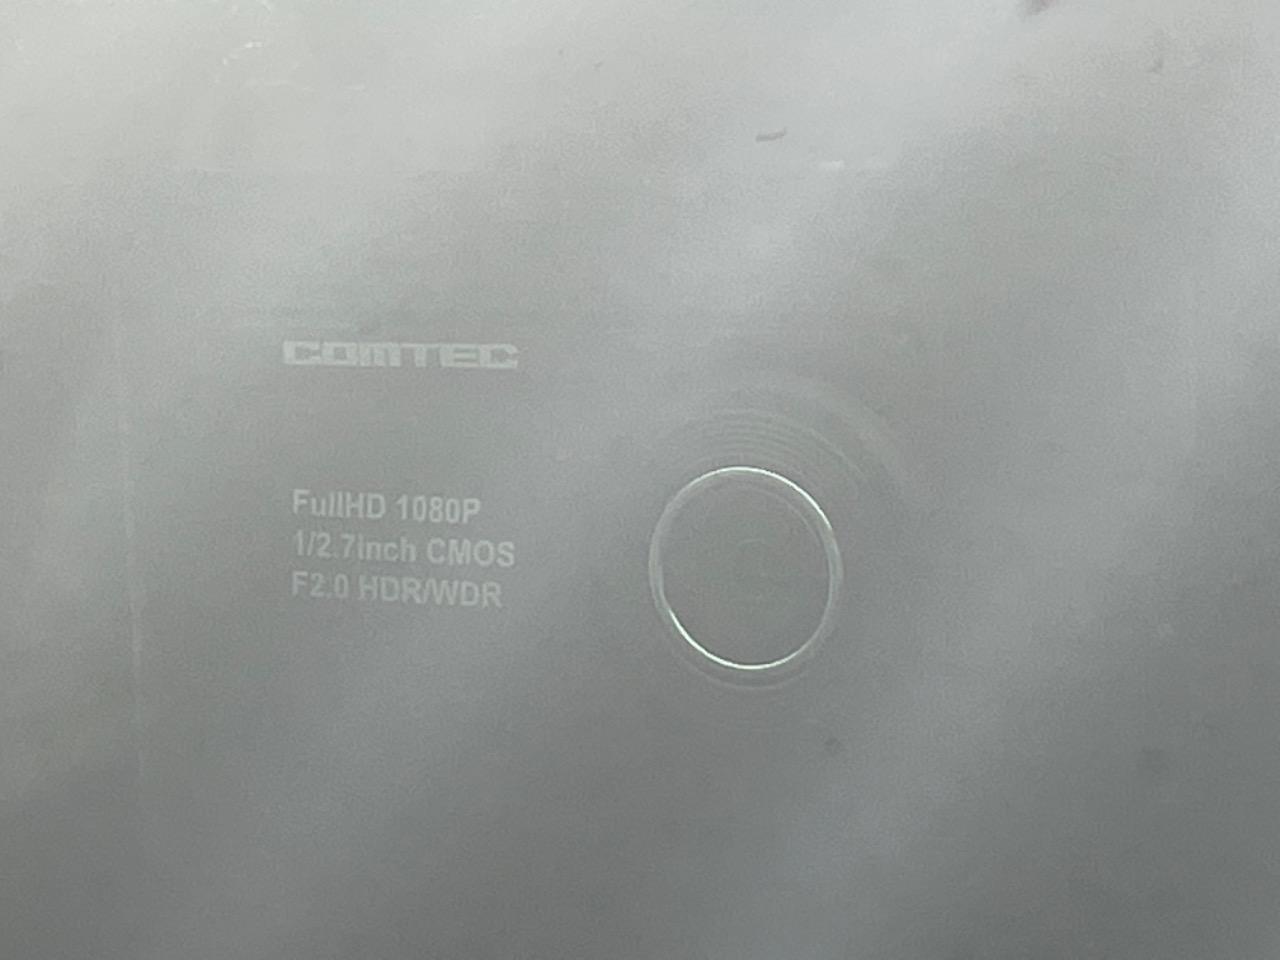 COMTEC
FullHD 1080P
1/2.7inch CMOS
F2.0 HDR/WDR